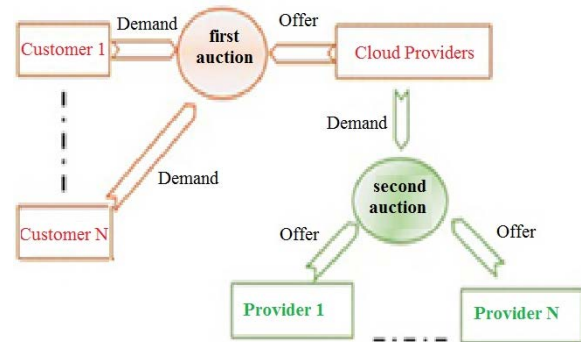 Demand
Offer
Customer 1
first
auction
Cloud Providers
Demand
Demand
Customer N
second
auction
Offer
Offer
Provider 1
Provider N